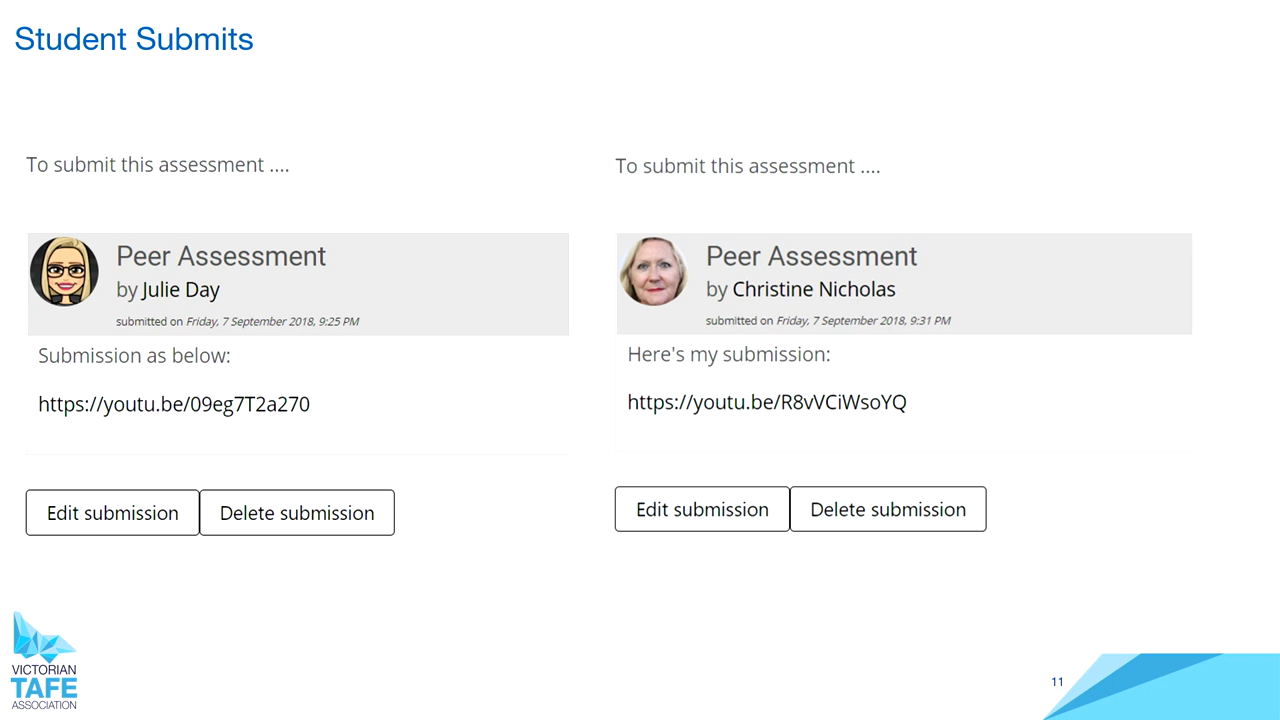 Student Submits
To submit this assessment ....
Peer Assessment
by Julie Day
submitted on Friday, 7 September 2018, 9:25 PM
Submission as below:
https://youtu.be/09eg7T2a270
Edit submission
Delete submission
To submit this assessment ....
Peer Assessment
by Christine Nicholas
submitted on Friday, 7 September 2018, 9:31 PM
Here's my submission:
https://youtu.be/R8vVCiWsoYQ
Edit submission
Delete submission
VICTORIAN
TAFE
ASSOCIATION
11